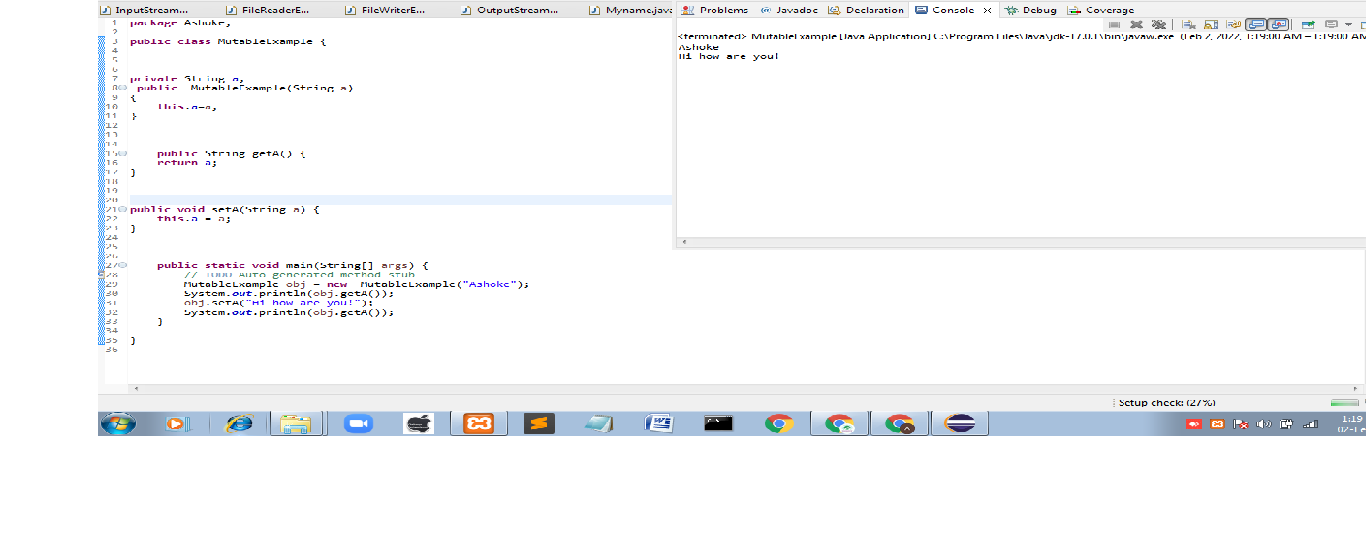 InputStream... FileReaderE... FileWriterE... OutputStream... Myname.java
1 package Ashoke;
2
3 public class MutableExample {
4
5
6
7 private String a;
8 public MutableExample(String a)
9 {
10 this.a=a;
11 }
12
13
14
15 public String getA() {
16 return a;
17 }
18
19
20
21 public void setA(String a) {
22 this.a = a;
23 }
24
25
26
27 public static void main(String[] args) {
28 // TODO Auto-generated method stub
29 MutableExample obj = new MutableExample("Ashoke");
30 System.out.println(obj.getA());
31 obj.setA("Hi how are you!");
32 System.out.println(obj.getA());
33 }
34
35 }
36
Problems Javadoc Declaration Console Debug Coverage
<terminated> MutableExample [Java Application] C:\Program Files\Java\jdk-17.0.1\bin\javaw.exe (Feb 2, 2022, 1:19:00 AM – 1:19:00 AM
Ashoke
Hi how are you!
Setup check: (27%)
1:19
02-Fe